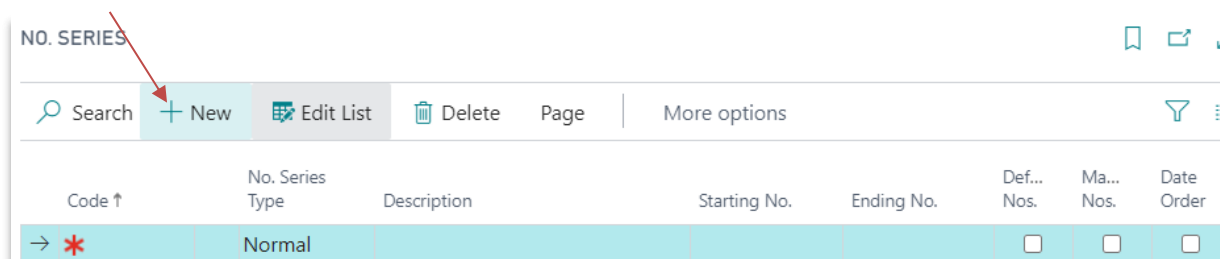 NO. SERIES
Search New Edit List Delete Page More options
Code ↑ No. Series Type Description Starting No. Ending No. Def... Nos. Ma... Nos. Date Order
Normal